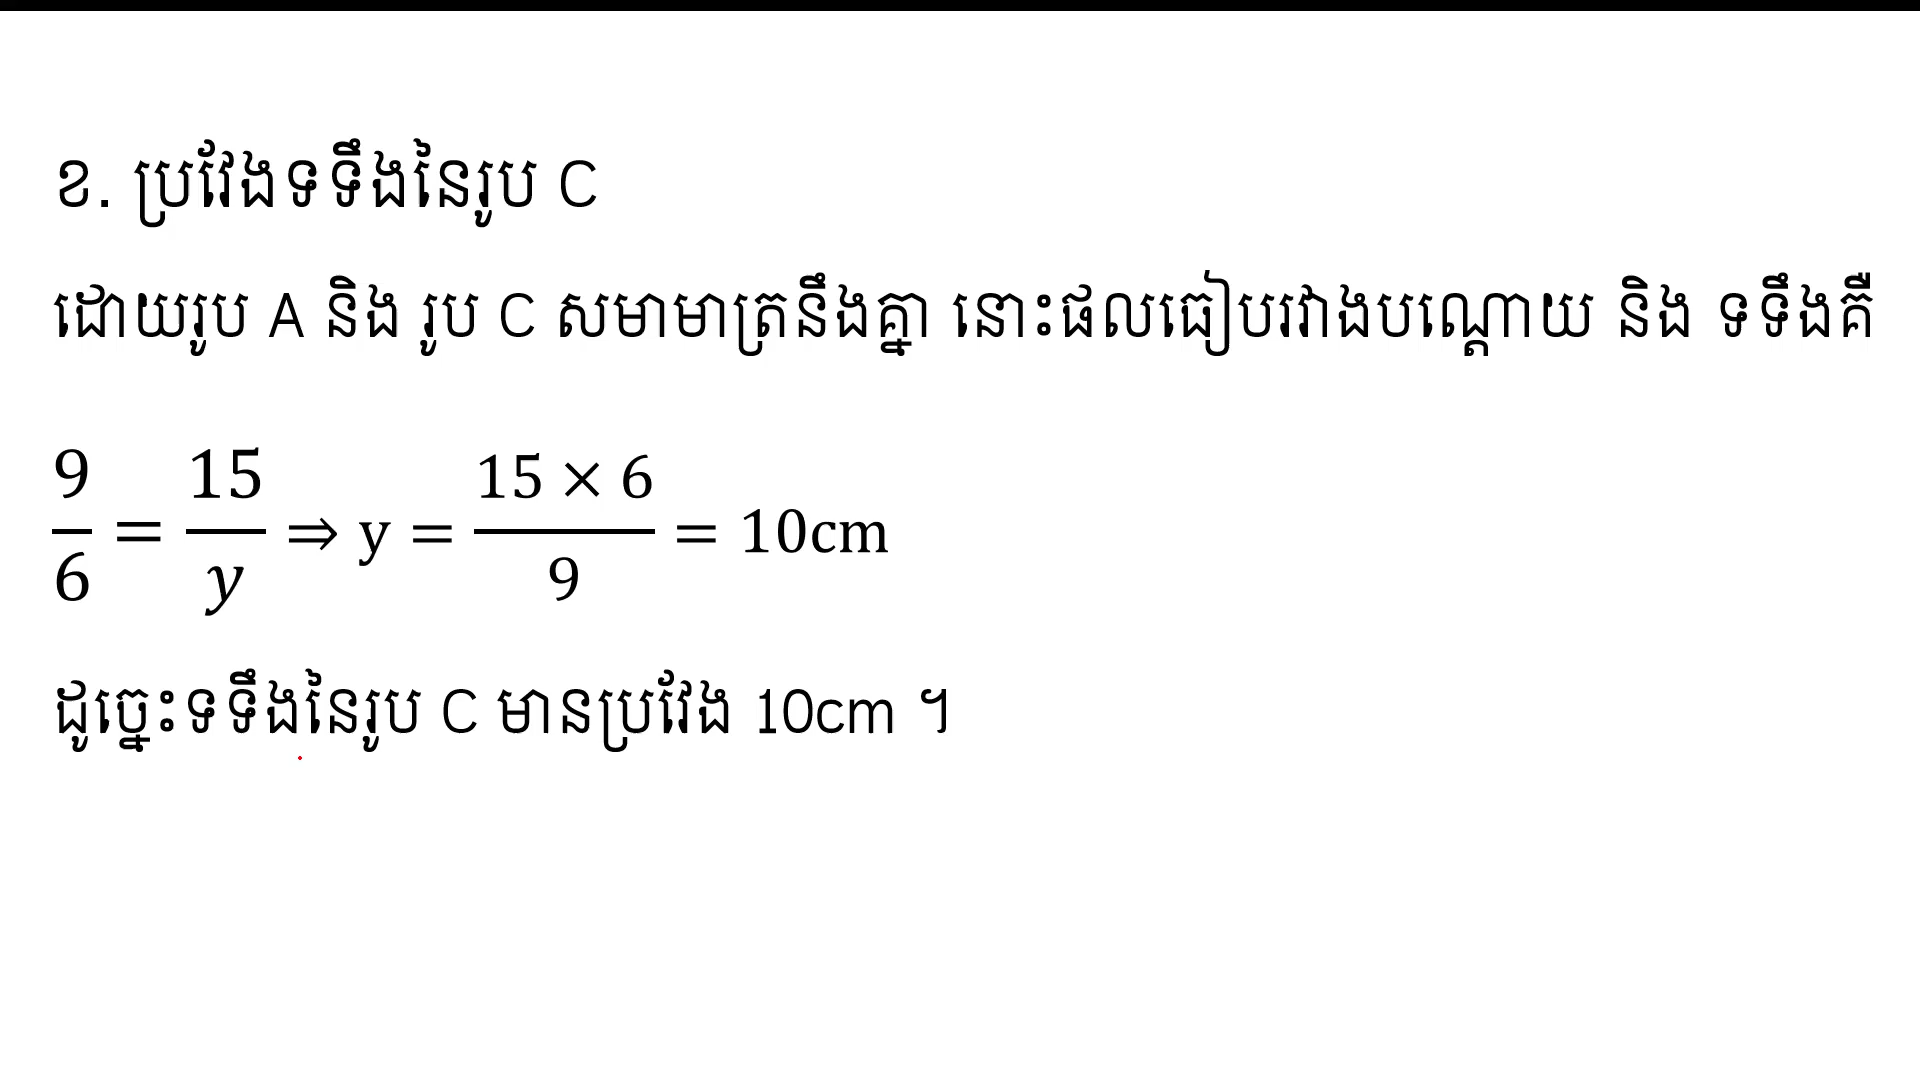 ខ. ប្រវែងទទឹងនៃរូប C
ដោយរូប A និង រូប C សមាមាត្រនឹងគ្នា នោះផលធៀបរវាងបណ្ដោយ និង ទទឹងគឺ
9/6 = 15/y ⇒ y = (15 × 6)/9 = 10cm
ដូច្នេះទទឹងនៃរូប C មានប្រវែង 10cm ។